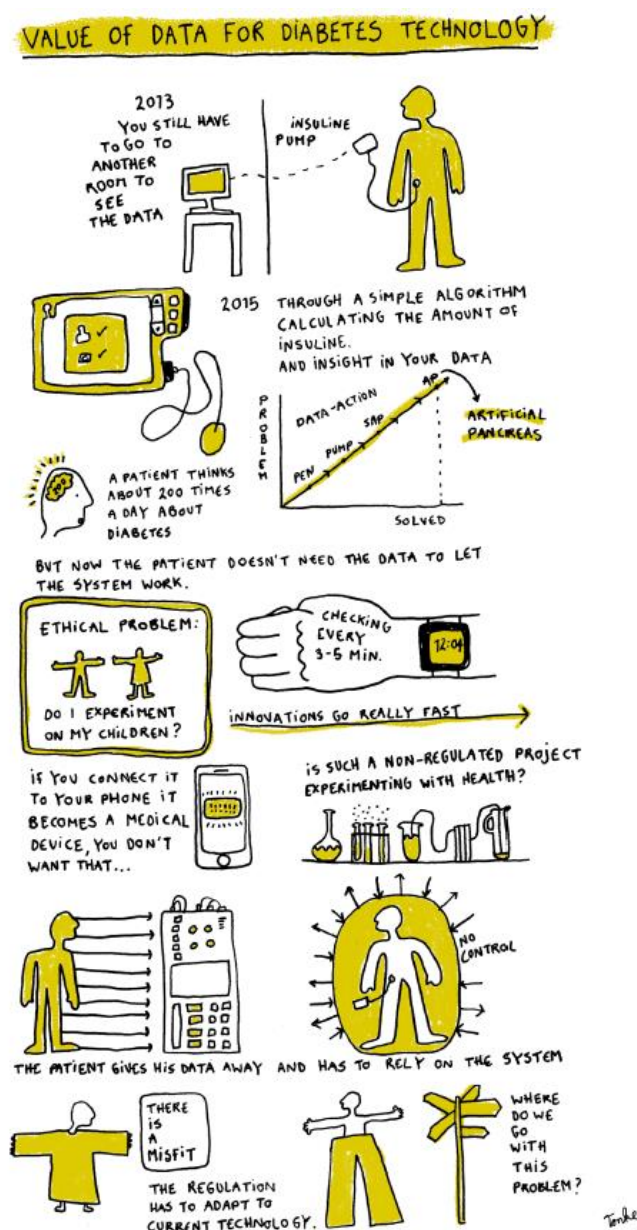 VALUE OF DATA FOR DIABETES TECHNOLOGY
2013
YOU STILL HAVE
TO GO TO
ANOTHER
ROOM TO
SEE
THE DATA
INSULINE
PUMP
2015
THROUGH A SIMPLE ALGORITHM
CALCULATING THE AMOUNT OF
INSULINE.
AND INSIGHT IN YOUR DATA
PROBLEM
DATA-ACTION
PEN
PUMP
SAP
AP
ARTIFICIAL
PANCREAS
SOLVED
A PATIENT THINKS
ABOUT 200 TIMES
A DAY ABOUT
DIABETES
BUT NOW THE PATIENT DOESN'T NEED THE DATA TO LET
THE SYSTEM WORK.
ETHICAL PROBLEM:
DO I EXPERIMENT
ON MY CHILDREN?
CHECKING
EVERY
3-5 MIN.
12:04
INNOVATIONS GO REALLY FAST
IF YOU CONNECT IT
TO YOUR PHONE IT
BECOMES A MEDICAL
DEVICE, YOU DON'T
WANT THAT...
IS SUCH A NON-REGULATED PROJECT
EXPERIMENTING WITH HEALTH?
NO
CONTROL
THE PATIENT GIVES HIS DATA AWAY AND HAS TO RELY ON THE SYSTEM
THERE
IS
A
MISFIT
THE REGULATION
HAS TO ADAPT TO
CURRENT TECHNOLOGY.
WHERE
DO WE
GO
WITH
THIS
PROBLEM?